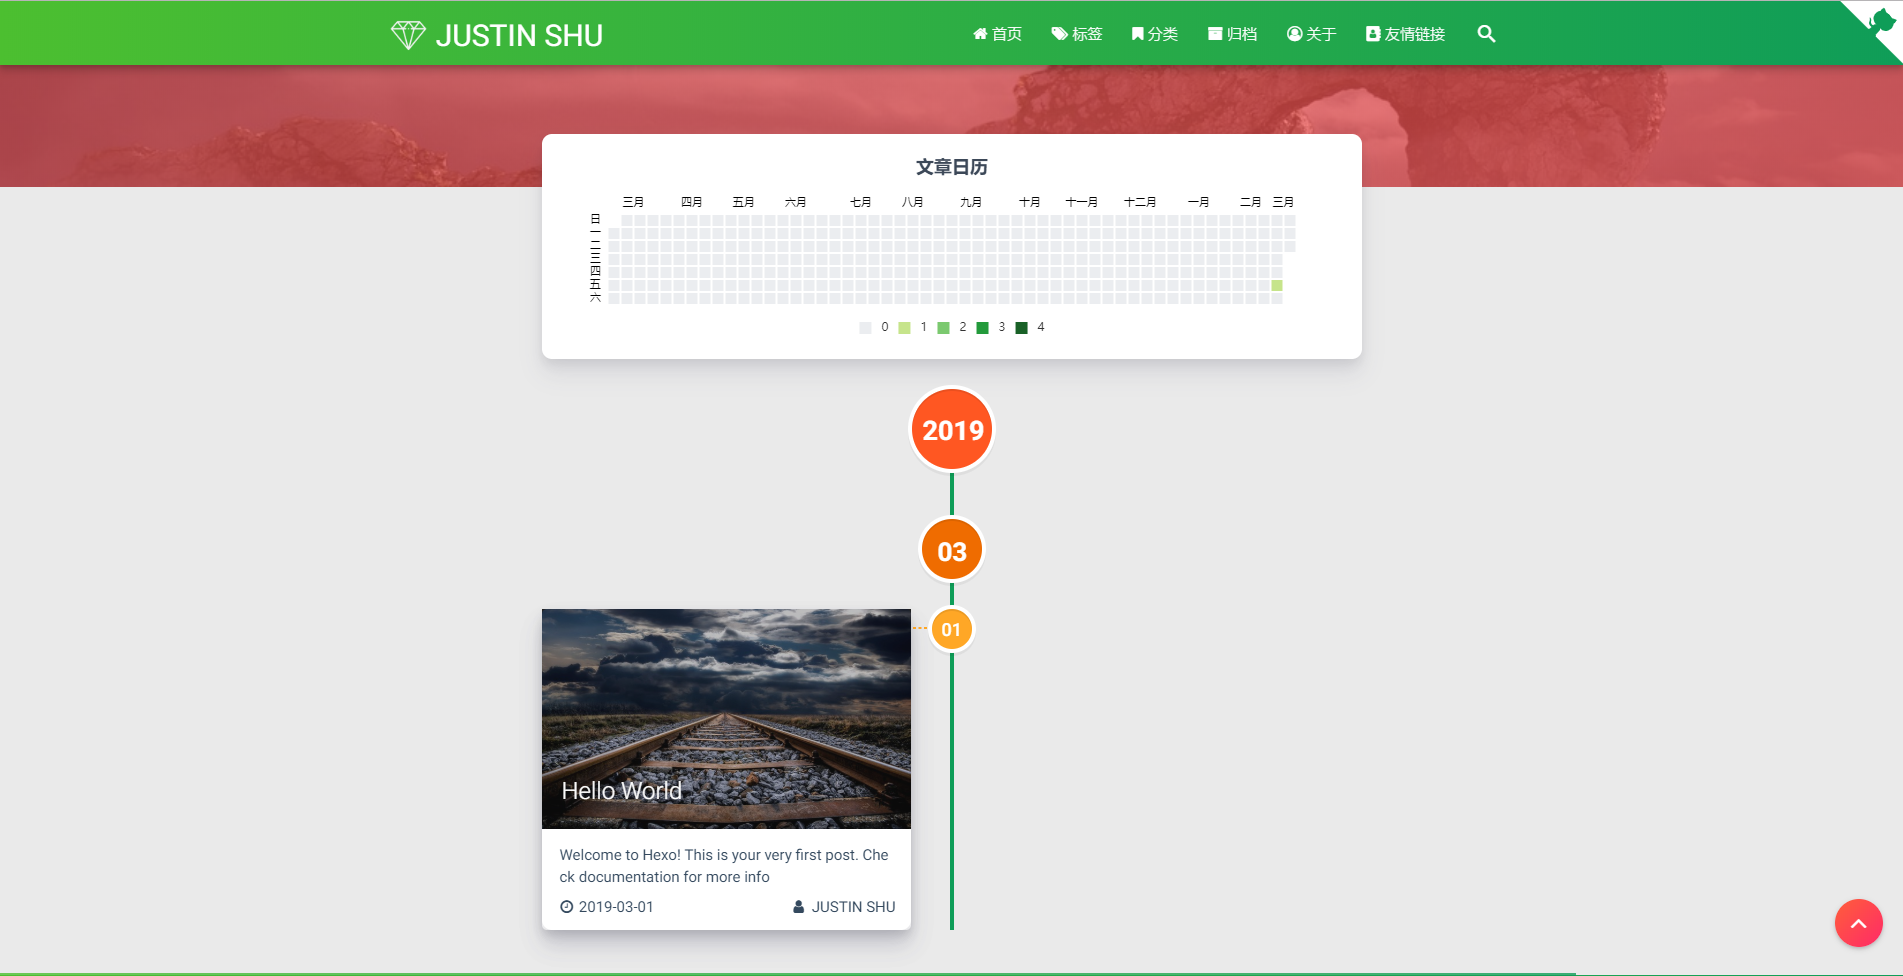 JUSTIN SHU
首页 标签 分类 归档 关于 友情链接
文章日历
三月 四月 五月 六月 七月 八月 九月 十月 十一月 十二月 一月 二月 三月
日
一
二
三
四
五
六
0 1 2 3 4
2019
03
01
Hello World
Welcome to Hexo! This is your very first post. Che
ck documentation for more info
2019-03-01 JUSTIN SHU